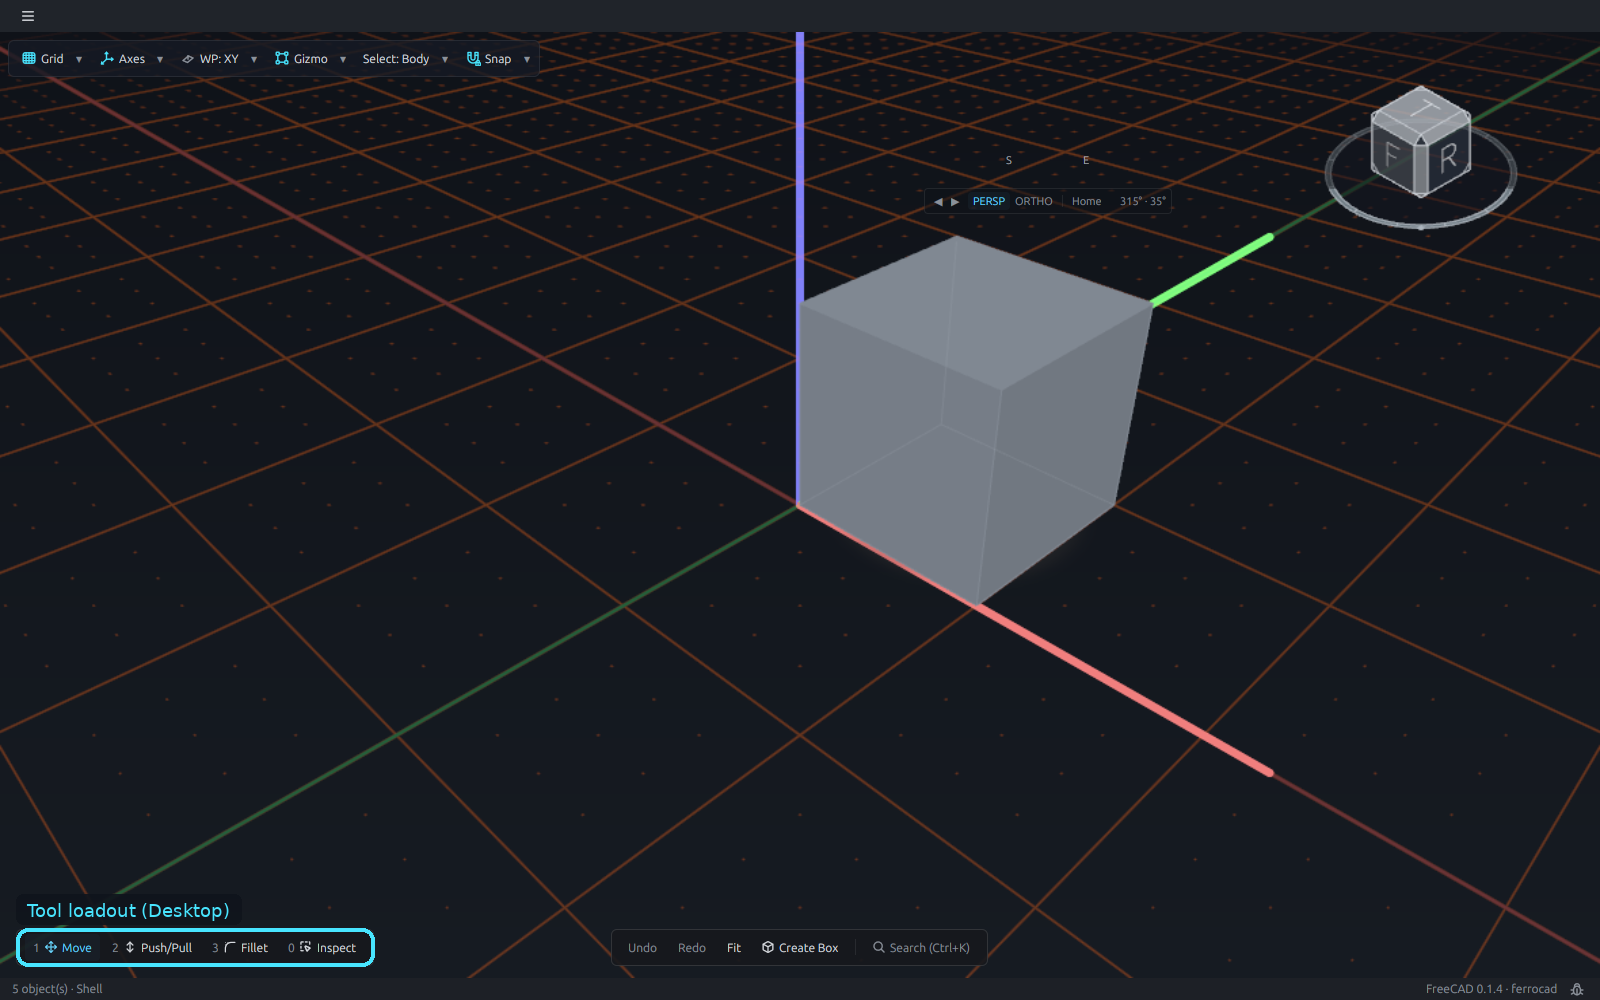 Grid ▾ Axes ▾ WP: XY ▾ Gizmo ▾ Select: Body ▾ Snap ▾
T
F R
S E
◀ ▶ PERSP ORTHO Home 315° · 35°
Tool loadout (Desktop)
1 Move 2 Push/Pull 3 Fillet 0 Inspect
Undo Redo Fit Create Box Search (Ctrl+K)
5 object(s) · Shell
FreeCAD 0.1.4 · ferrocad